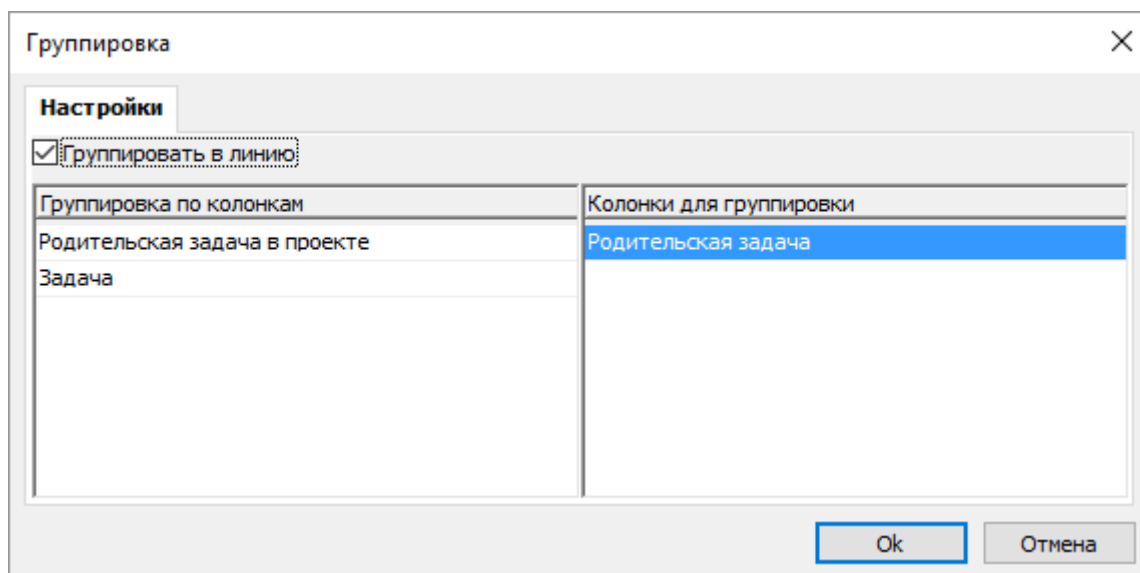 Группировка
Настройки
Группировать в линию
Группировка по колонкам
Колонки для группировки
Родительская задача в проекте
Родительская задача
Задача
Ok
Отмена